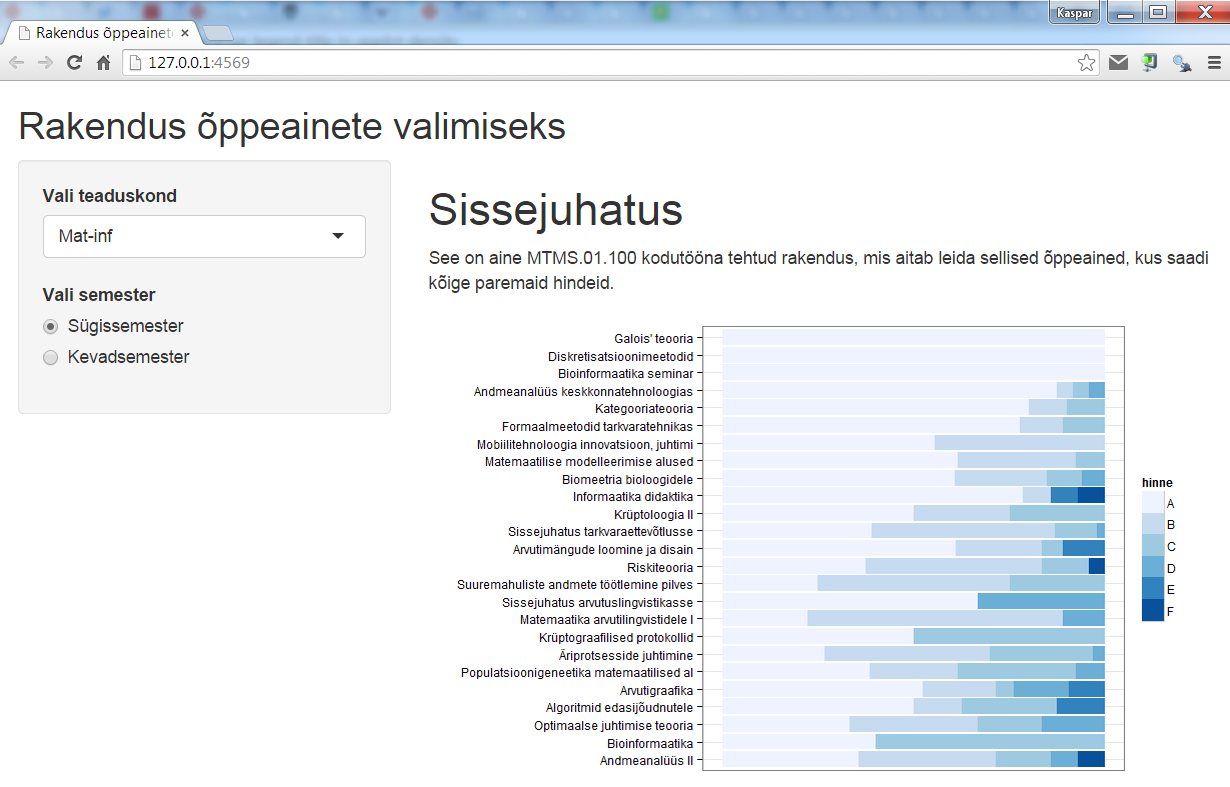 Kaspar
Rakendus õppeainet
127.0.0.1:4569
Rakendus õppeainete valimiseks
Vali teaduskond
Mat-inf
Vali semester
Sügissemester
Kevadsemester
Sissejuhatus
See on aine MTMS.01.100 kodutööna tehtud rakendus, mis aitab leida sellised õppeained, kus saadi
kõige paremaid hindeid.
Galois' teooria
Diskretisatsioonimeetodid
Bioinformaatika seminar
Andmeanalüüs keskkonnatehnoloogias
Kategooriateooria
Formaalmeetodid tarkvaratehnikas
Mobiilitehnoloogia innovatsioon, juhtimi
Matemaatilise modelleerimise alused
Biomeetria bioloogidele
Informaatika didaktika
Krüptoloogia II
Sissejuhatus tarkvaraettevõtlusse
Arvutimängude loomine ja disain
Riskiteooria
Suuremahuliste andmete töötlemine pilves
Sissejuhatus arvutuslingvistikasse
Matemaatika arvutilingvistidele I
Krüptograafilised protokollid
Äriprotsesside juhtimine
Populatsioonigeneetika matemaatilised al
Arvutigraafika
Algoritmid edasijõudnutele
Optimaalse juhtimise teooria
Bioinformaatika
Andmeanalüüs II
hinne
A
B
C
D
E
F